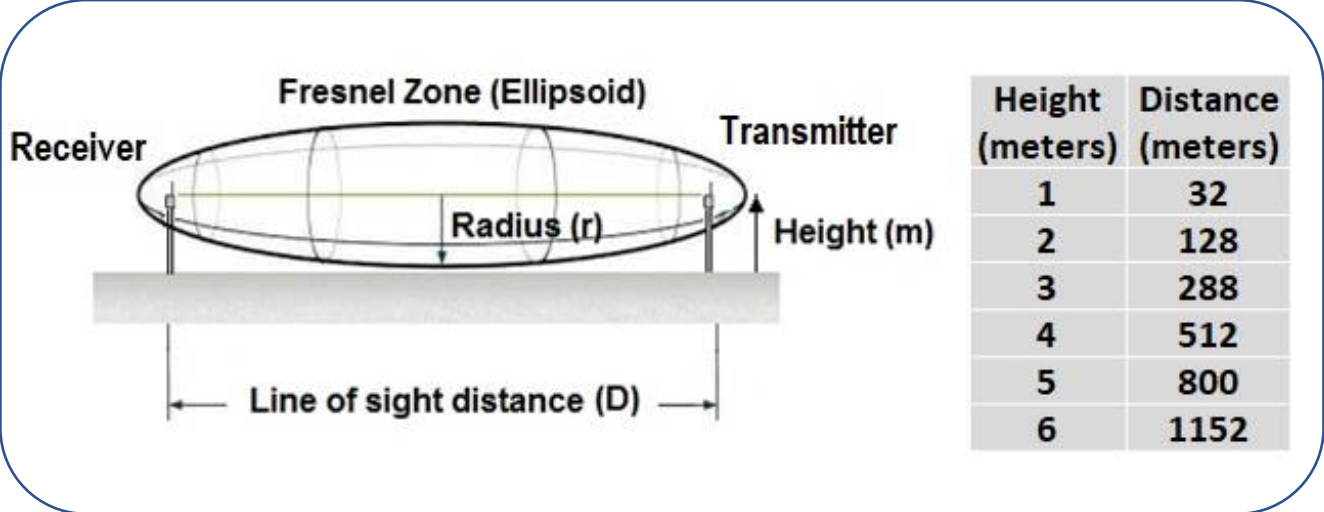 Fresnel Zone (Ellipsoid)
Receiver
Transmitter
Radius (r)
Height (m)
Line of sight distance (D)
Height (meters) Distance (meters)
1 32
2 128
3 288
4 512
5 800
6 1152